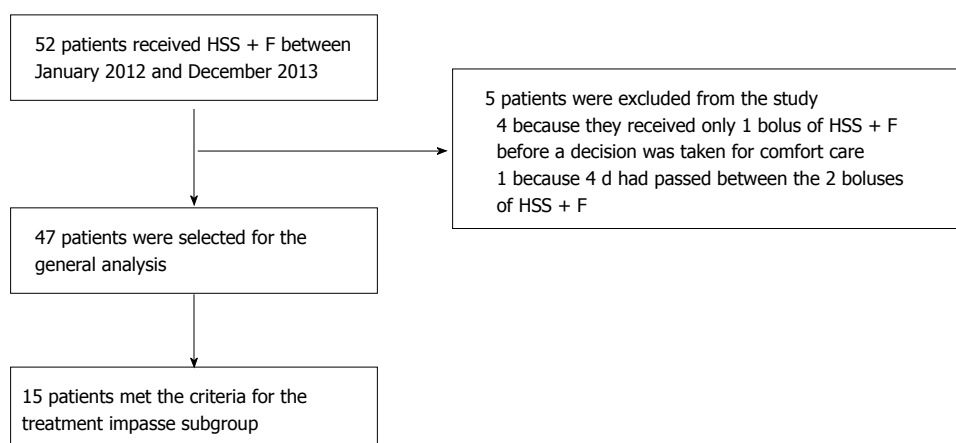 52 patients received HSS + F between
January 2012 and December 2013
5 patients were excluded from the study
4 because they received only 1 bolus of HSS + F
before a decision was taken for comfort care
1 because 4 d had passed between the 2 boluses
of HSS + F
47 patients were selected for the
general analysis
15 patients met the criteria for the
treatment impasse subgroup